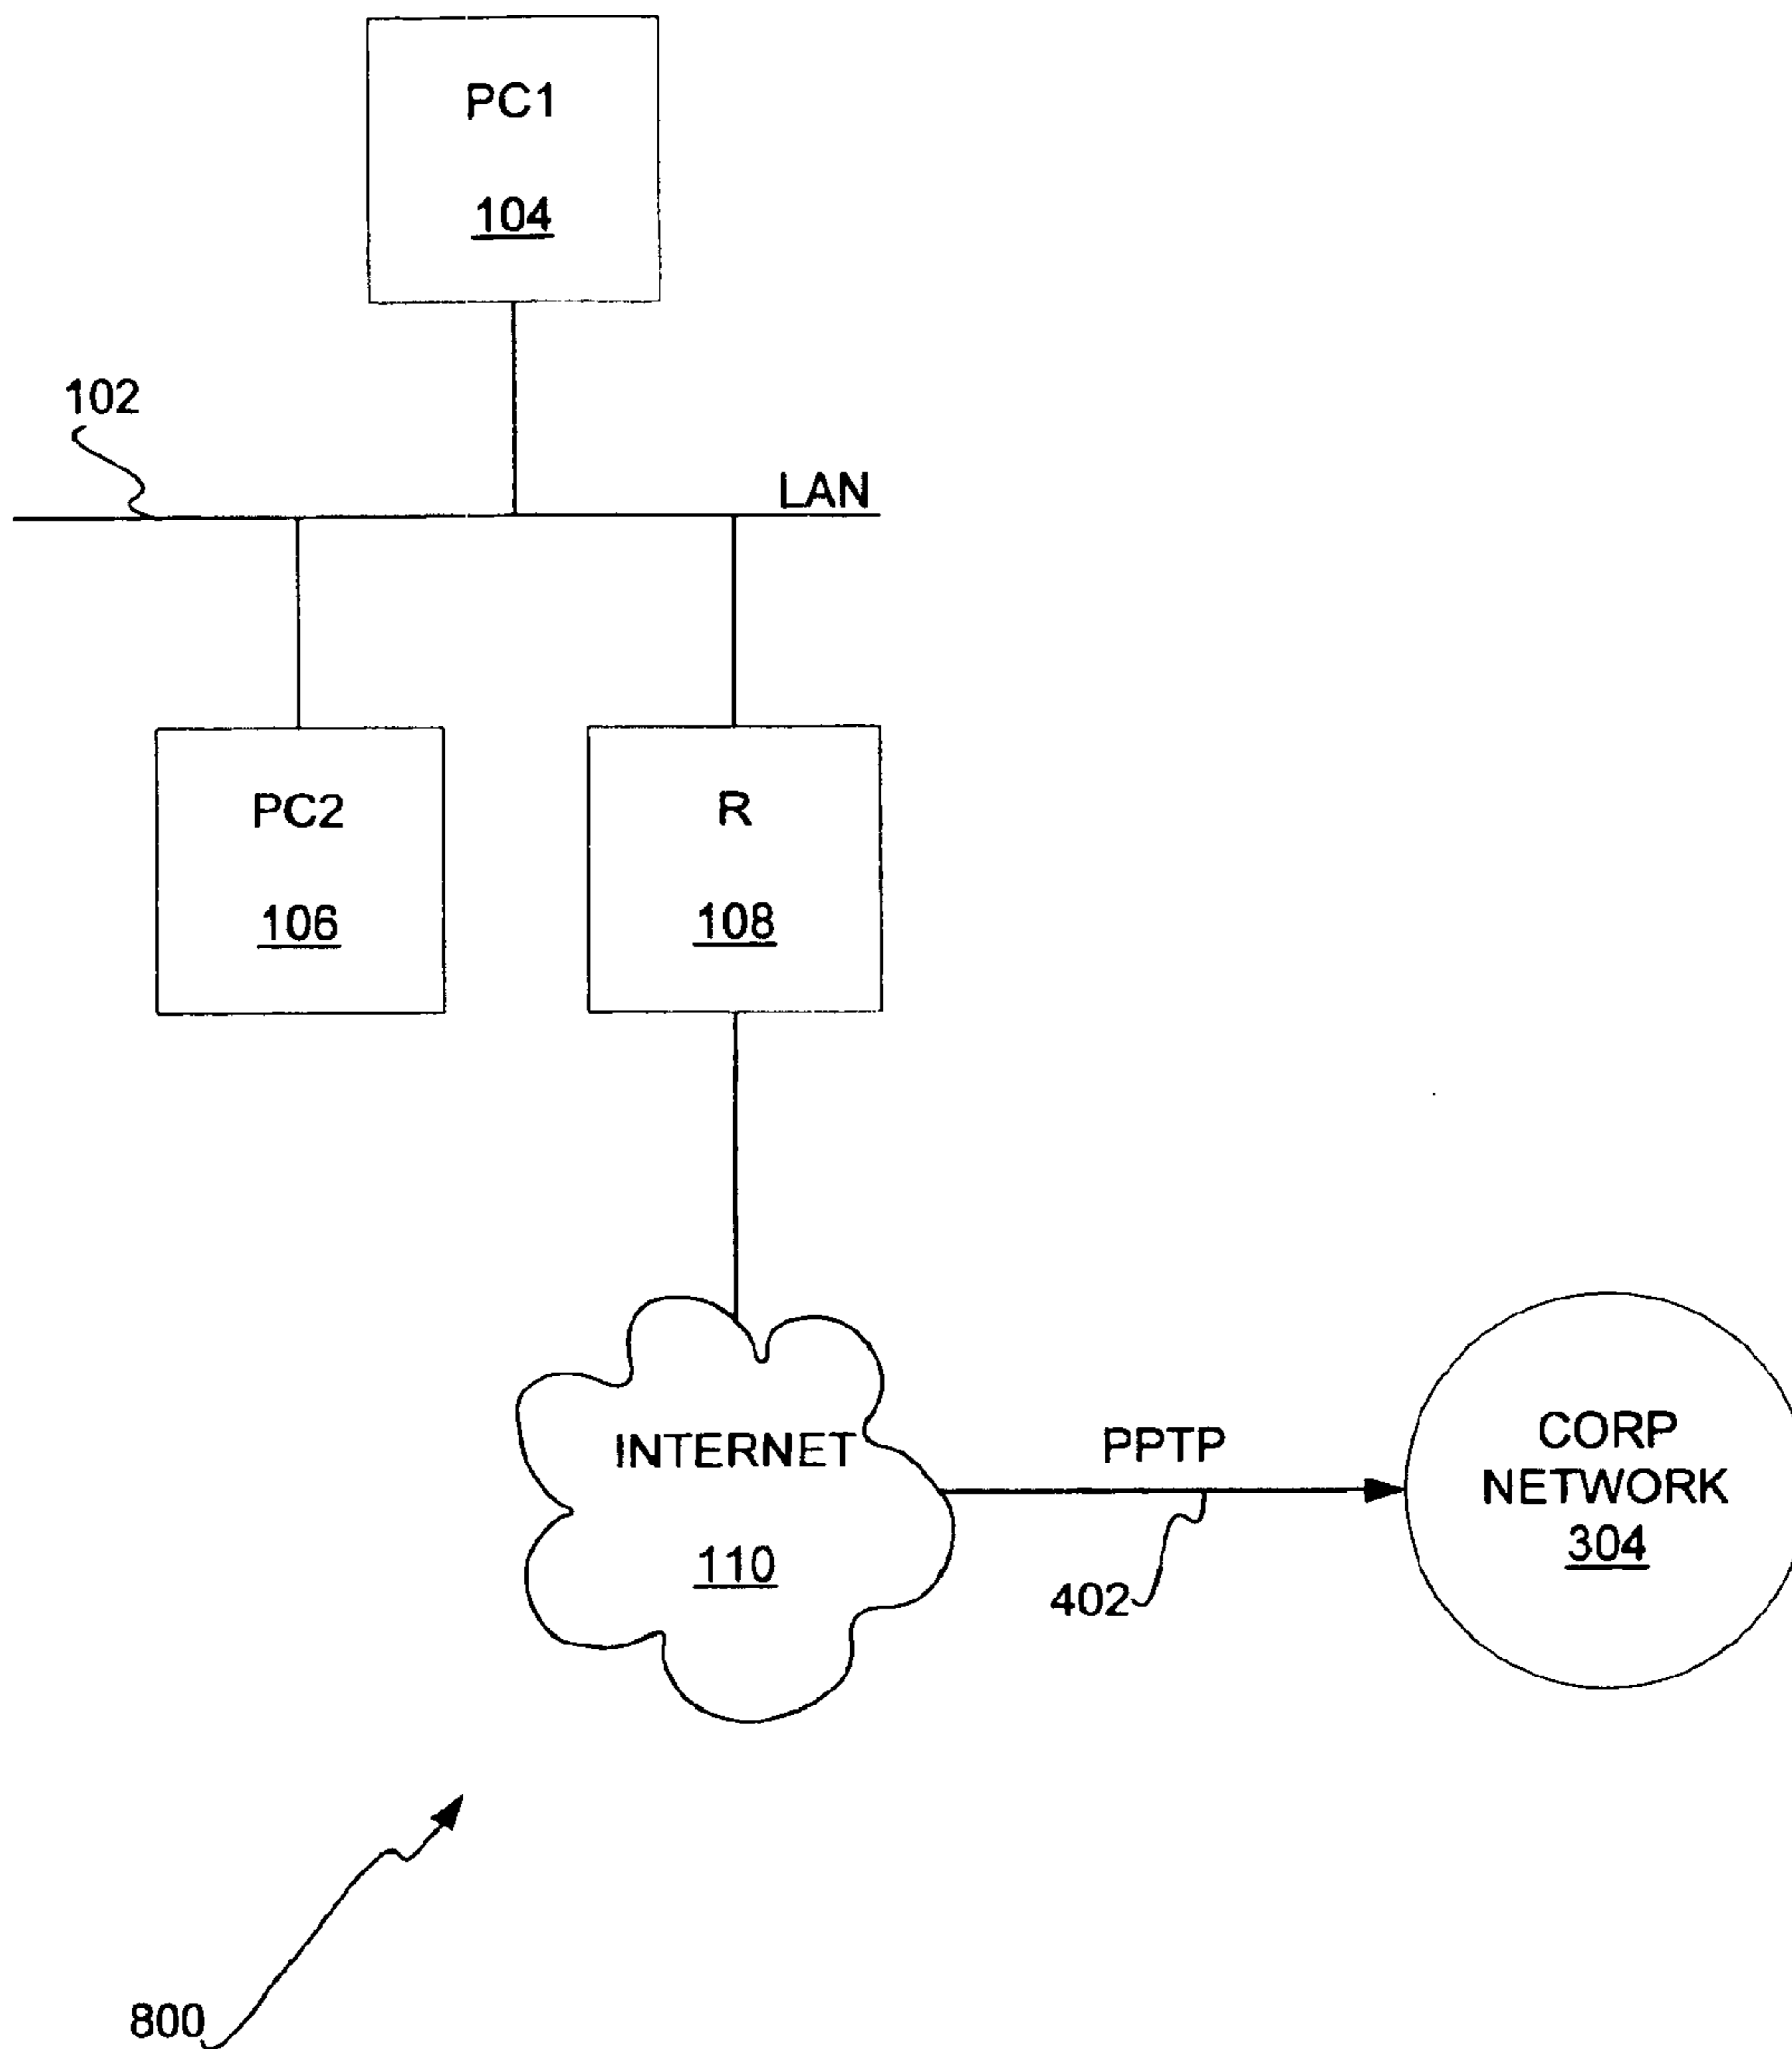 PC1
104
102
LAN
PC2
106
R
108
INTERNET
110
PPTP
402
CORP
NETWORK
304
800